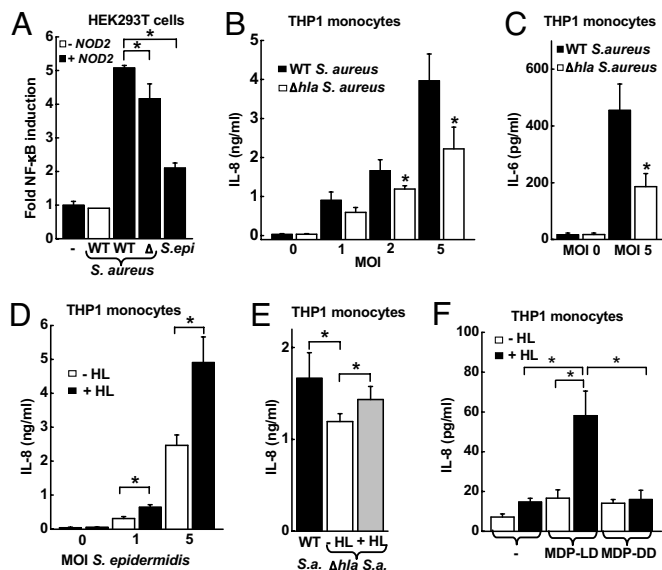 A
HEK293T cells
- NOD2
+ NOD2
*
*
Fold NF-κB induction
6
5
4
3
2
1
0
- WT WT Δ S.epi
S. aureus
B
THP1 monocytes
WT S. aureus
Δhla S. aureus
IL-8 (ng/ml)
5
4
3
2
1
0
*
*
0 1 2 5
MOI
C
THP1 monocytes
WT S.aureus
Δhla S.aureus
IL-6 (pg/ml)
600
400
200
0
*
MOI 0 MOI 5
D
THP1 monocytes
- HL
+ HL
IL-8 (ng/ml)
6
5
4
3
2
1
0
*
*
0 1 5
MOI S. epidermidis
E
THP1 monocytes
IL-8 (ng/ml)
2
1
0
*
*
WT - HL + HL
S.a. Δhla S.a.
F
THP1 monocytes
- HL
+ HL
IL-8 (pg/ml)
80
60
40
20
0
*
*
*
- MDP-LD MDP-DD